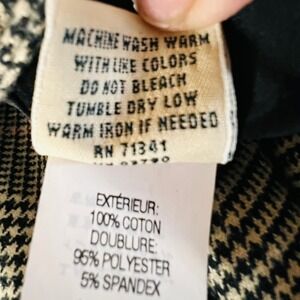 MACHINE WASH WARM
WITH LIKE COLORS
DO NOT BLEACH
TUMBLE DRY LOW
WARM IRON IF NEEDED
RN 71341
EXTÉRIEUR:
100% COTON
DOUBLURE:
95% POLYESTER
5% SPANDEX